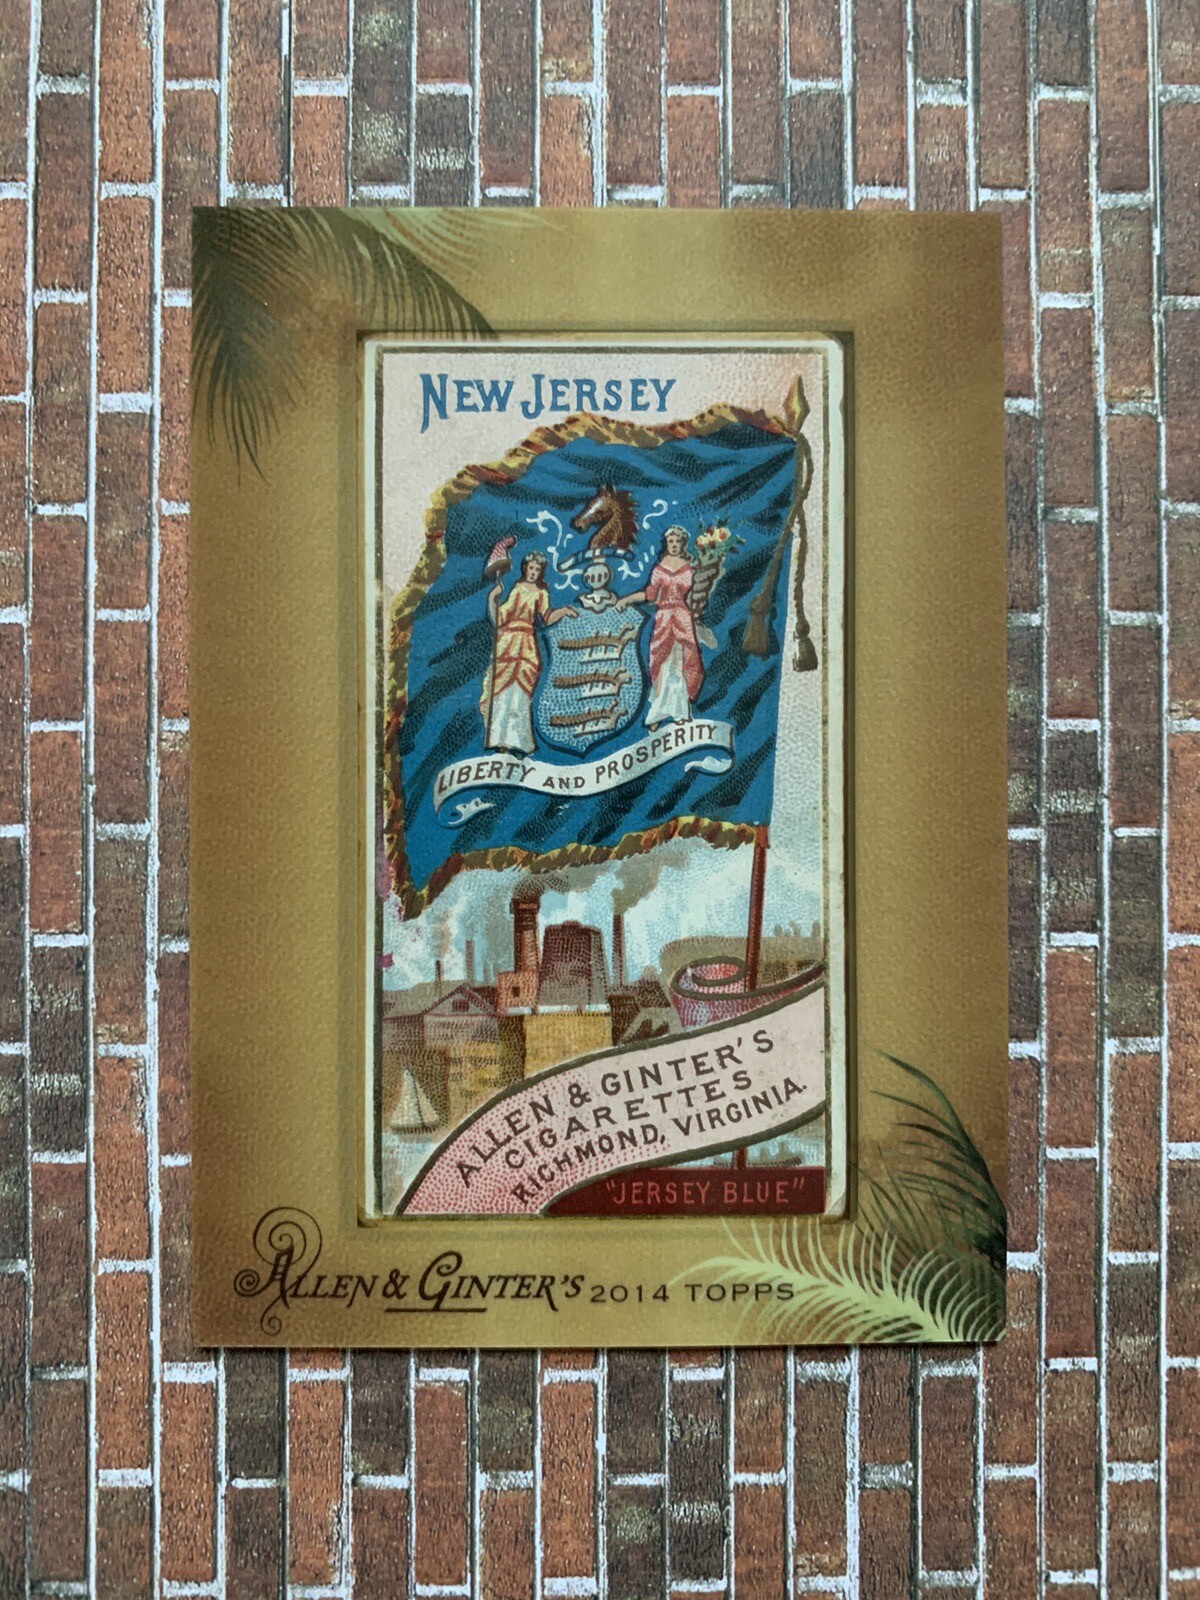 NEW JERSEY
LIBERTY AND PROSPERITY
ALLEN & GINTER'S
CIGARETTES
RICHMOND, VIRGINIA.
"JERSEY BLUE"
ALLEN & GINTER'S 2014 TOPPS